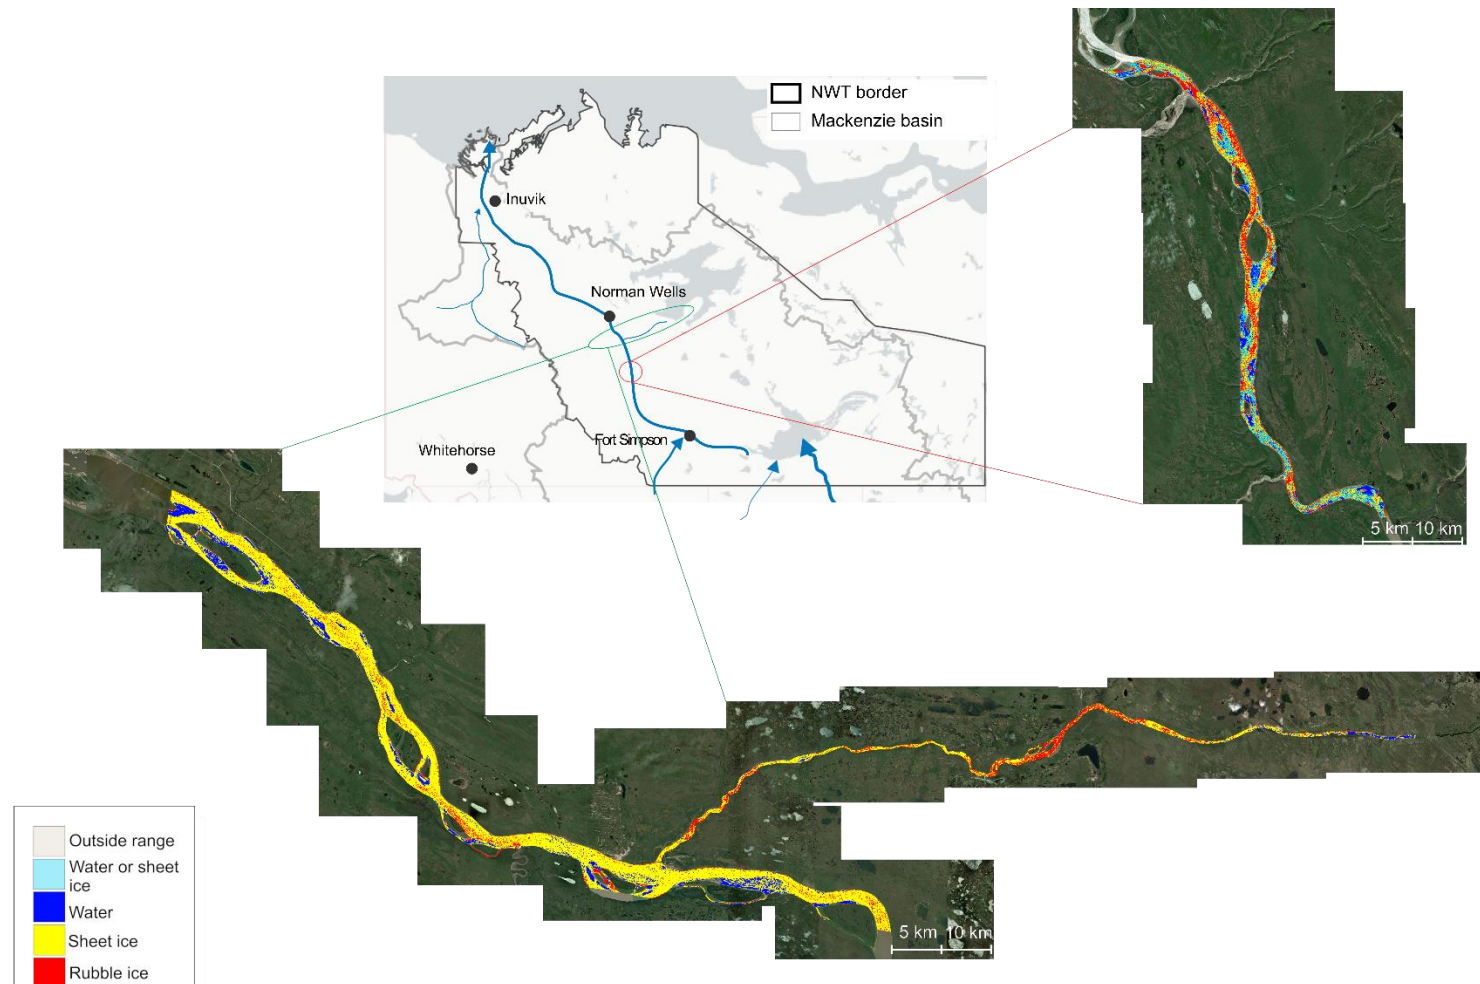 NWT border
Mackenzie basin
Inuvik
Norman Wells
Fort Simpson
Whitehorse
5 km 10 km
5 km 10 km
Outside range
Water or sheet
ice
Water
Sheet ice
Rubble ice